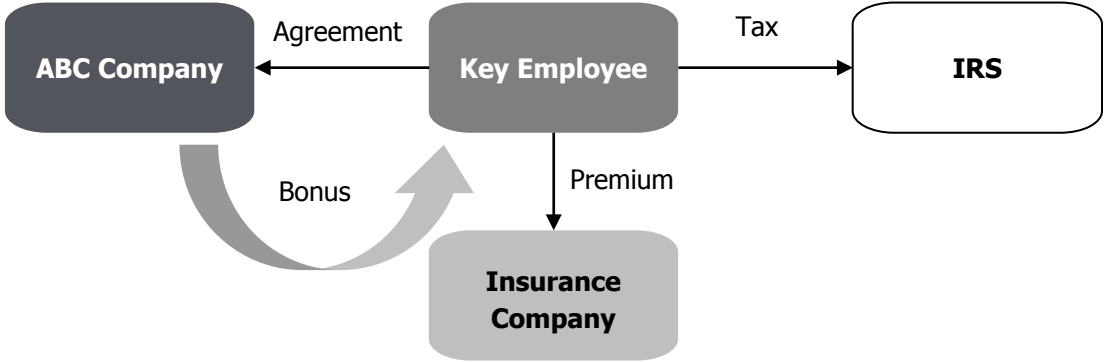 Agreement
Tax
ABC Company
Key Employee
IRS
Bonus
Premium
Insurance
Company